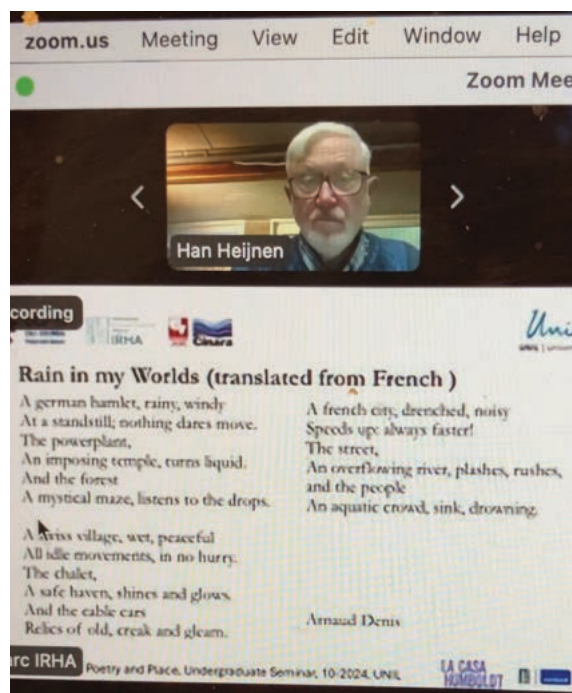 zoom.us Meeting View Edit Window Help
Zoom Mee
Han Heijnen
cording
IRHA
Cinara
Uni
Rain in my Worlds (translated from French )
A german hamlet, rainy, windy
At a standstill; nothing dares move.
The powerplant,
An imposing temple, turns liquid.
And the forest
A mystical maze, listens to the drops.
A swiss village, wet, peaceful
All idle movements, in no hurry.
The chalet,
A safe haven, shines and glows
And the cable cars
Relics of old, creak and gleam.
A french city, drenched, noisy
Speeds up: always faster!
The street,
An overflowing river, plashes, rushes,
and the people
An aquatic crowd, sink, drowning.
Arnaud Denis
arc IRHA
Poetry and Place, Undergraduate Seminar, 10-2024, UNIL
LA CASA
HUMBOLDT